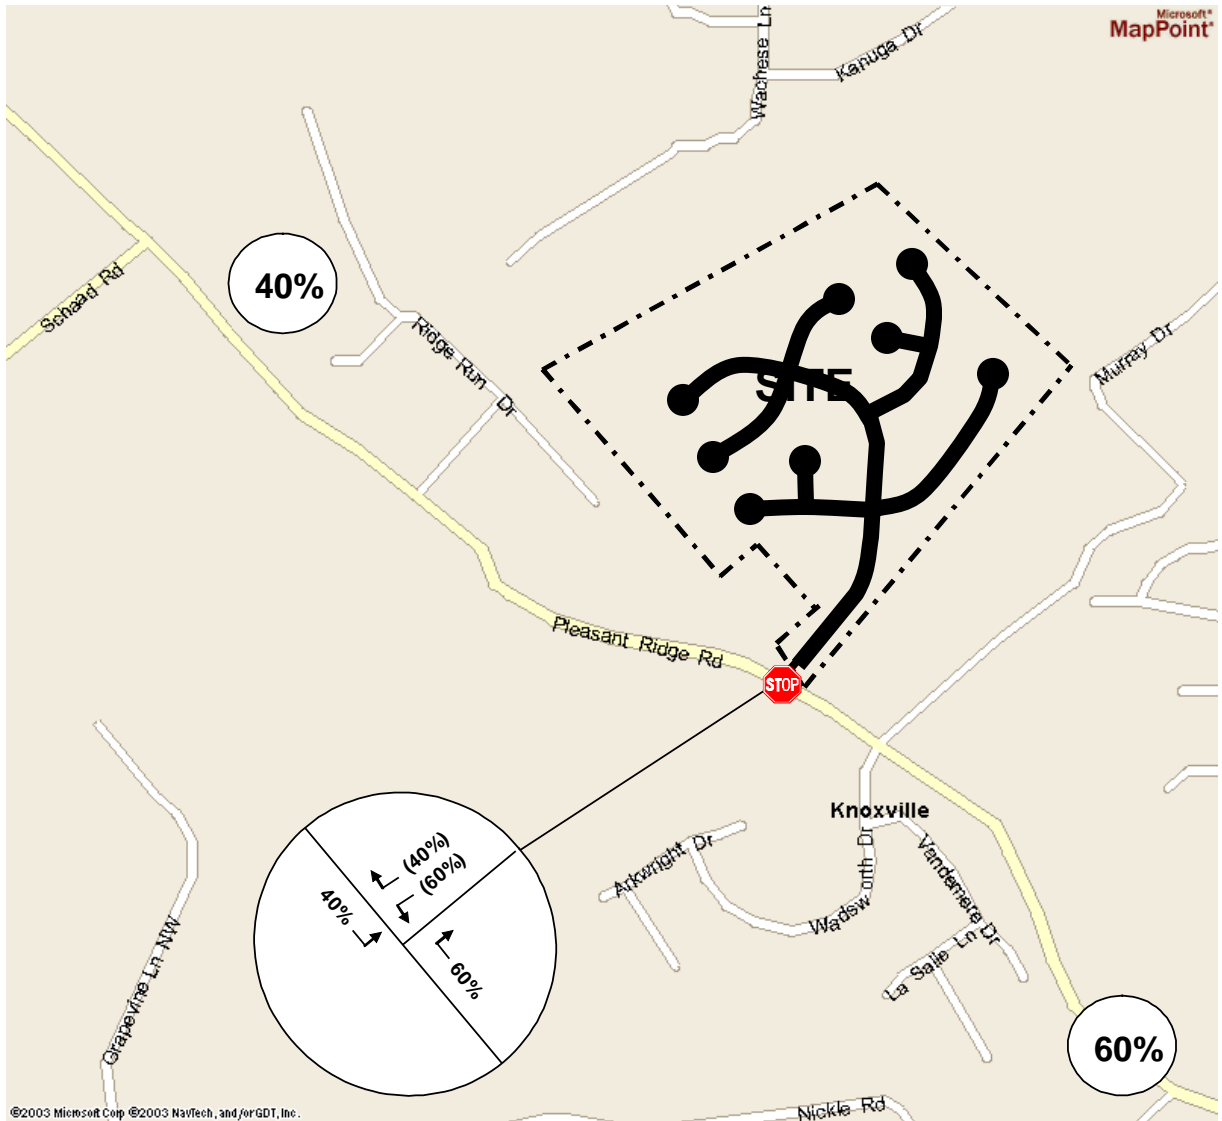 Microsoft®
MapPoint®
Wachese Ln
Kanuga Dr
Schaad Rd
40%
Ridge Run Dr
SITE
Murray Dr
Pleasant Ridge Rd
STOP
Knoxville
Arkwright Dr
Wadsworth Dr
Vandemere Dr
La Salle Ln
Grapevine Ln NW
(40%)
(60%)
40%
60%
60%
Nickle Rd
©2003 Microsoft Corp ©2003 NavTech, and/or GDT, Inc.